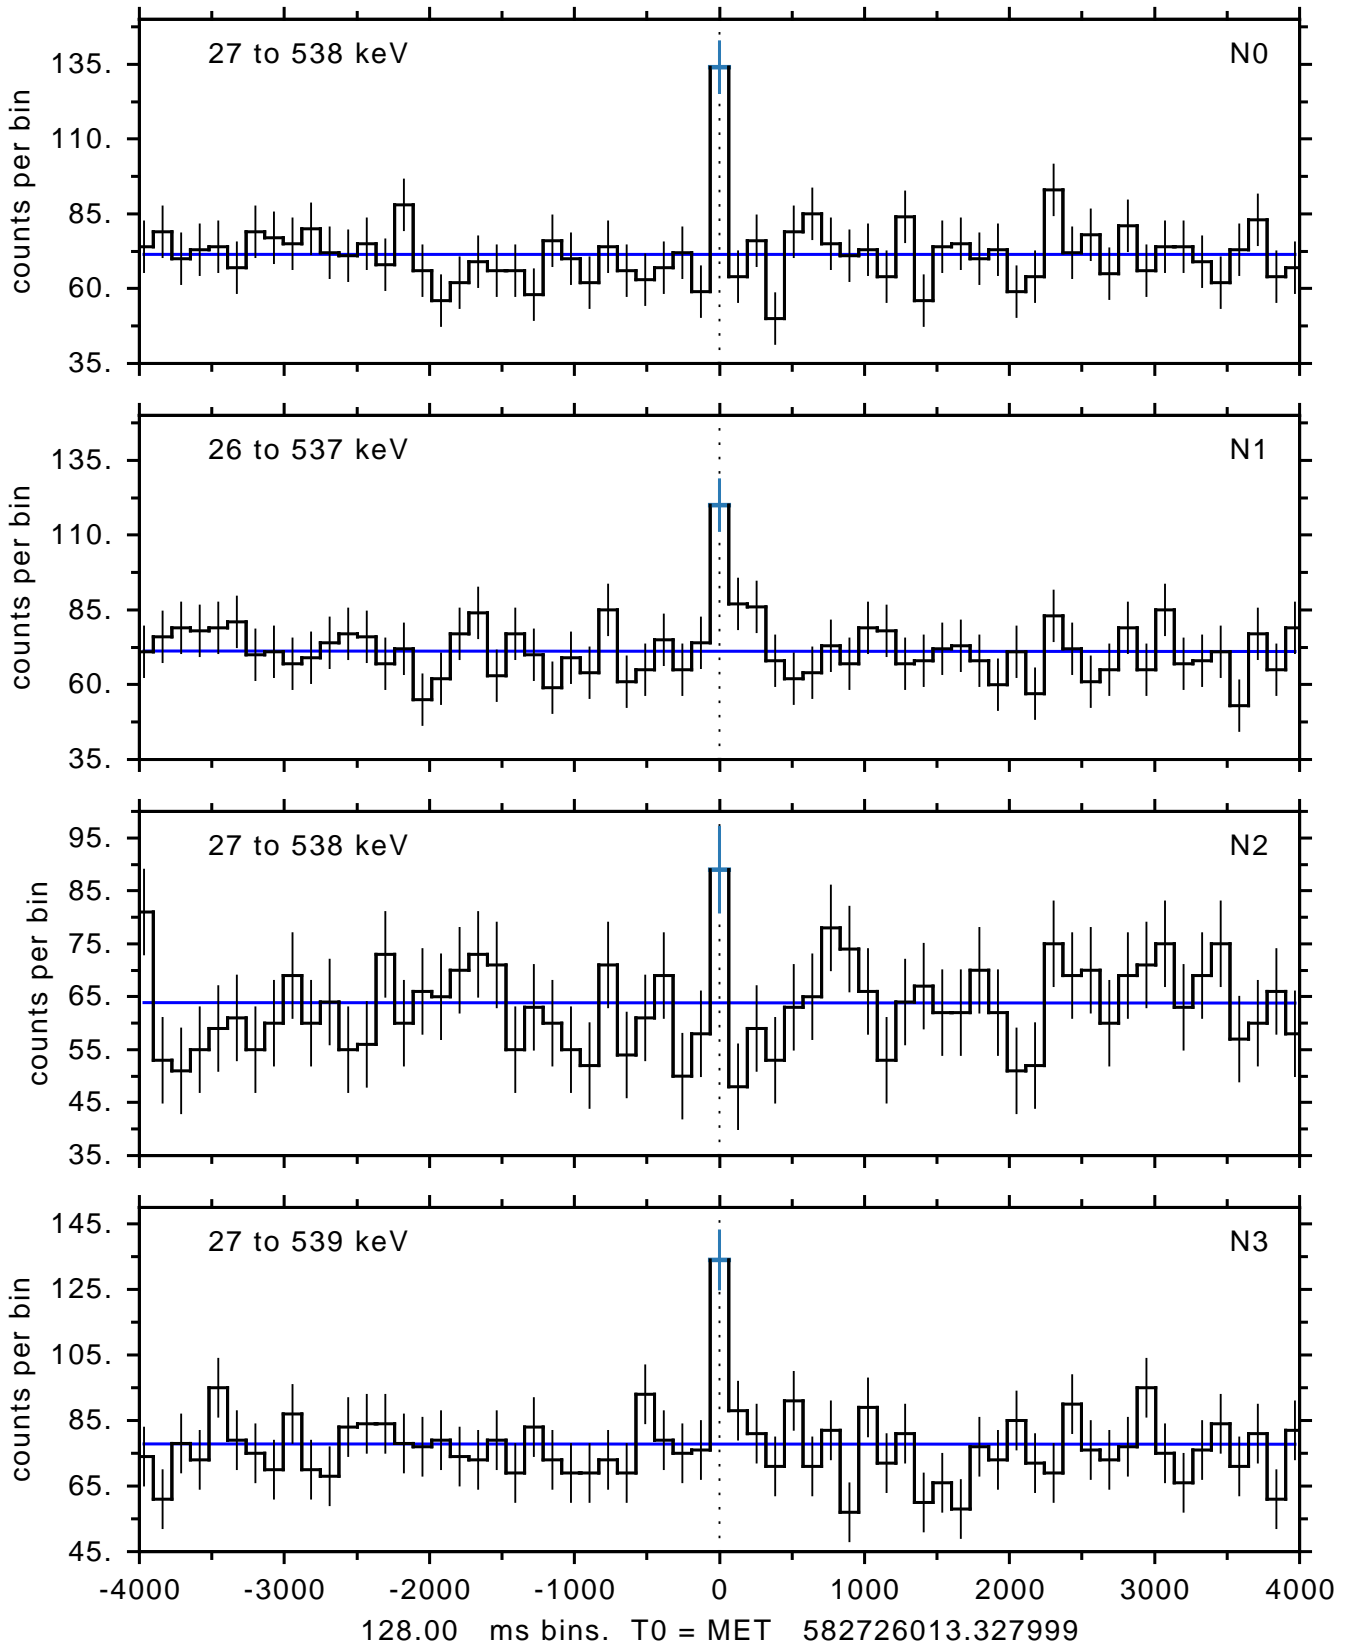 27 to 538 keV N0
counts per bin
135.
110.
85.
60.
35.
26 to 537 keV N1
counts per bin
135.
110.
85.
60.
35.
27 to 538 keV N2
counts per bin
95.
85.
75.
65.
55.
45.
35.
27 to 539 keV N3
counts per bin
145.
125.
105.
85.
65.
45.
-4000 -3000 -2000 -1000 0 1000 2000 3000 4000
128.00 ms bins. T0 = MET 582726013.327999